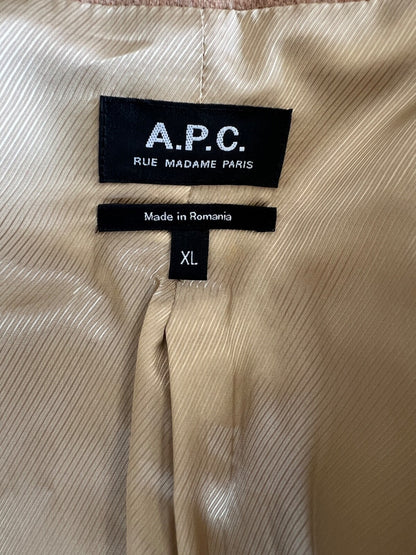 A.P.C.
RUE MADAME PARIS
Made in Romania
XL